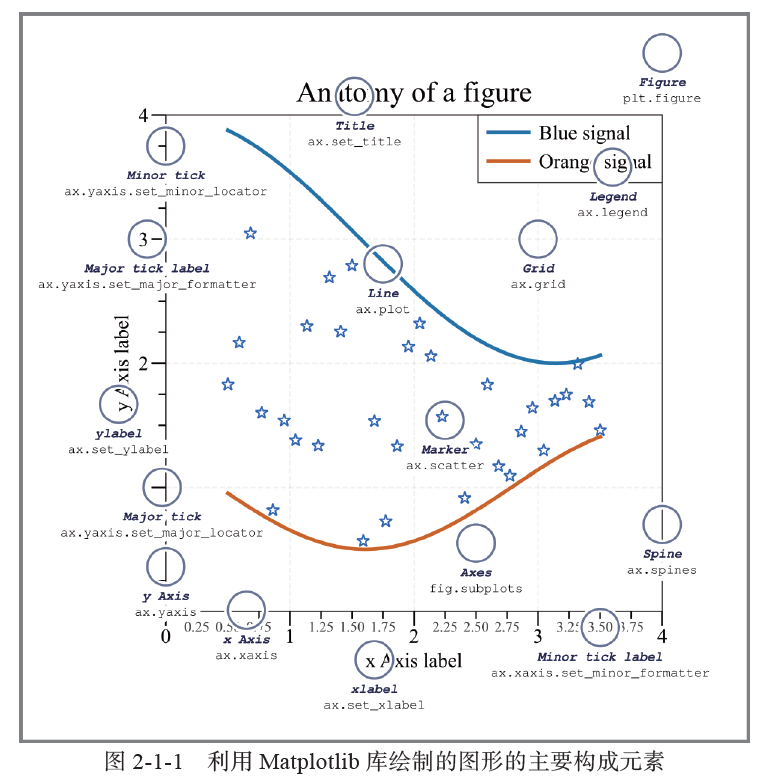 Figure
plt.figure
Anatomy of a figure
Title
ax.set_title
4
Blue signal
Orange signal
Legend
ax.legend
Minor tick
ax.yaxis.set_minor_locator
3
Major tick label
ax.yaxis.set_major_formatter
Grid
ax.grid
Line
ax.plot
2
y Axis label
ylabel
ax.set_ylabel
Marker
ax.scatter
Major tick
ax.yaxis.set_major_locator
Axes
fig.subplots
Spine
ax.spines
y Axis
ax.yaxis
0 0.25 0.50 0.75 1 1.25 1.50 1.75 2 2.25 2.50 2.75 3 3.25 3.50 3.75 4
x Axis
ax.xaxis
x Axis label
Minor tick label
ax.xaxis.set_minor_formatter
xlabel
ax.set_xlabel
图 2-1-1 利用 Matplotlib 库绘制的图形的主要构成元素